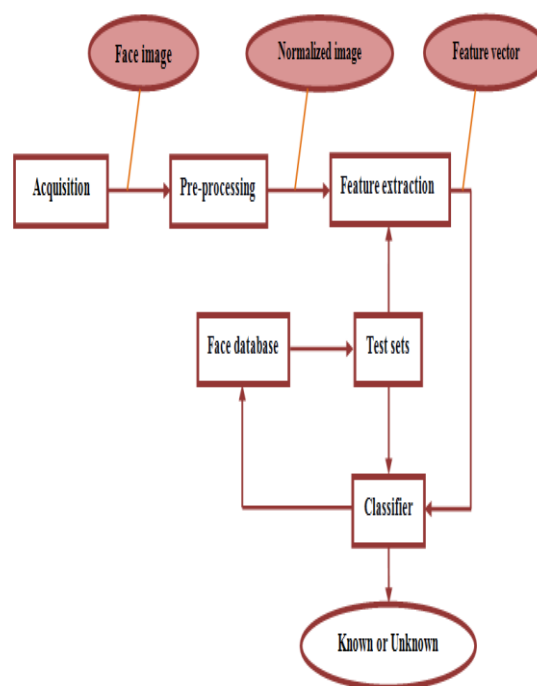 Face image
Normalized image
Feature vector
Acquisition
Pre-processing
Feature extraction
Face database
Test sets
Classifier
Known or Unknown